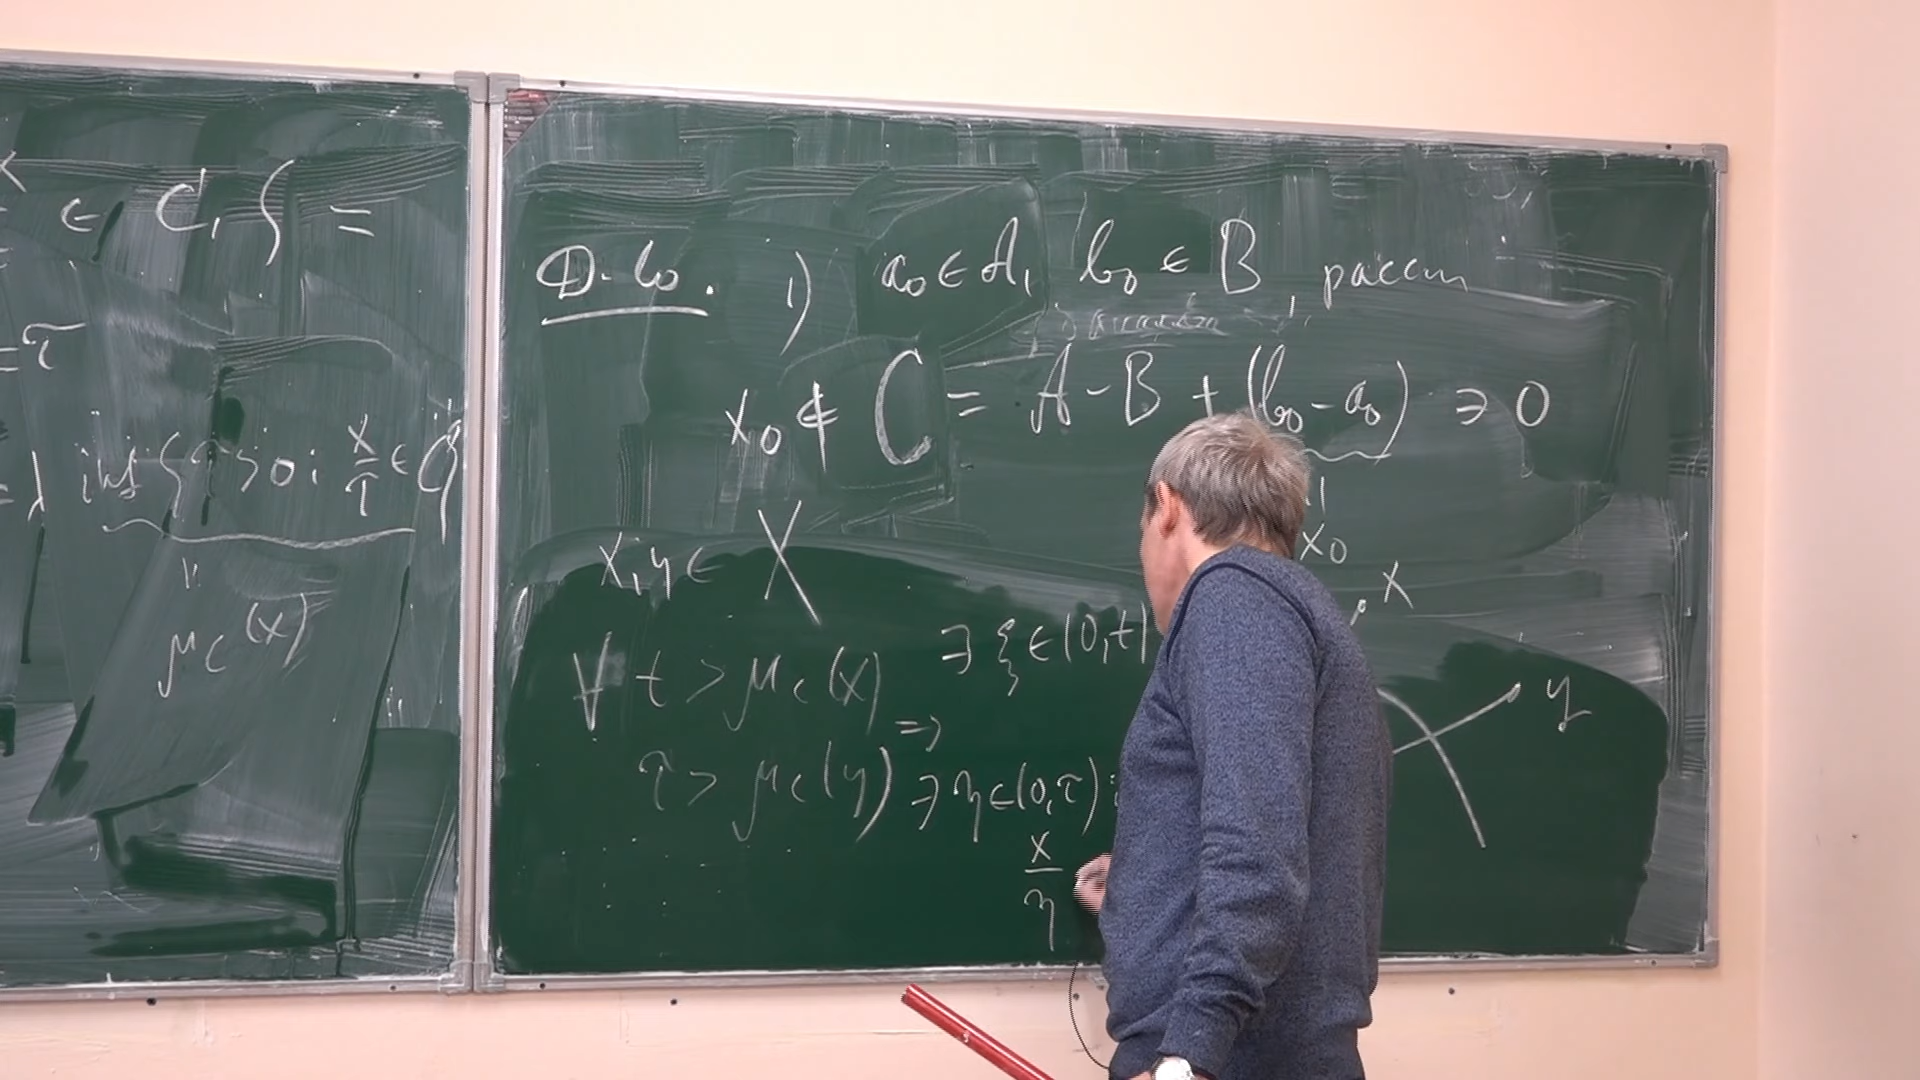 ∈ C, ζ =
= τ
= λ inf { τ > 0 : x/τ ∈ C }
μ_C(x)
Д-во. 1) a₀ ∈ A, b₀ ∈ B, рассм
x₀ ∉ C = A - B + (b₀ - a₀) ∋ 0
x₀
x, y ∈ X
x
∀ t > μ_C(x) ∃ ξ ∈ (0, t)
⇒
y
τ > μ_C(y) ∃ η ∈ (0, τ) :
x/η